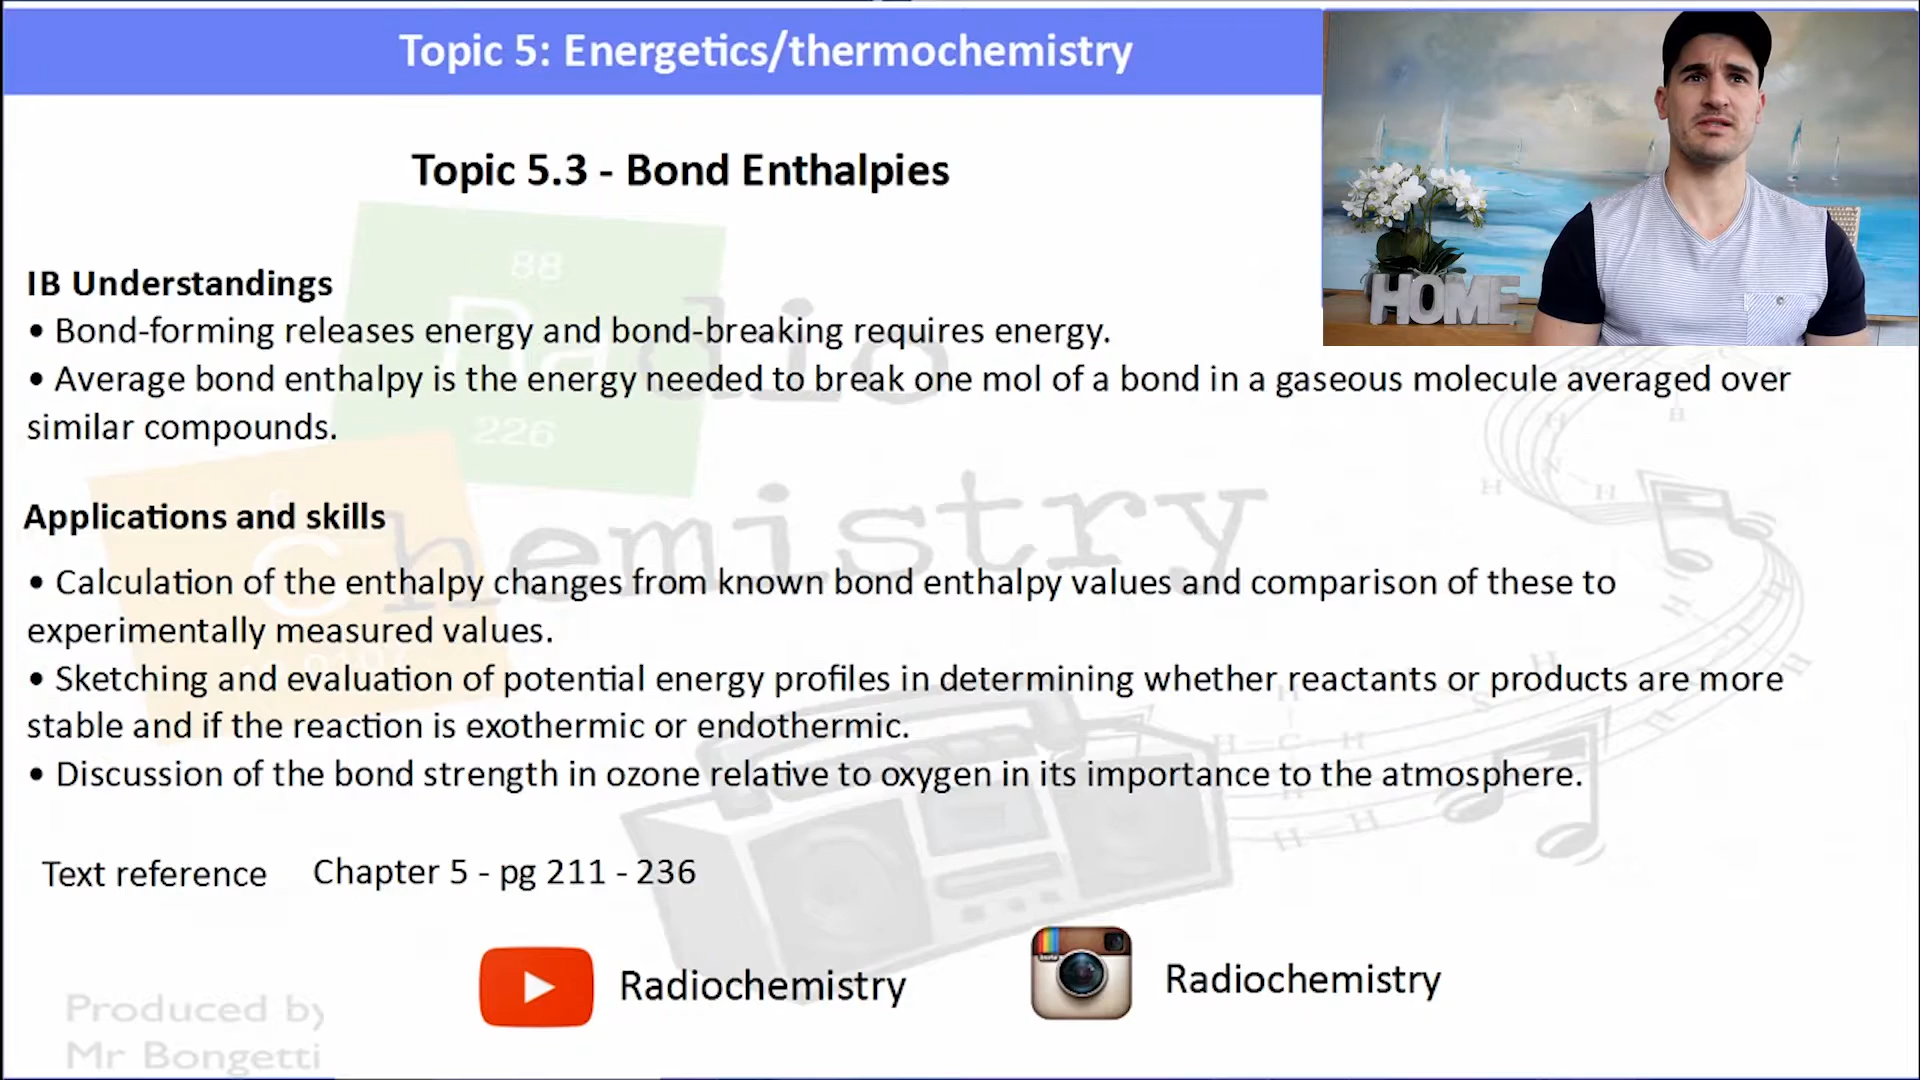 Topic 5: Energetics/thermochemistry
Topic 5.3 - Bond Enthalpies
HOME
IB Understandings
• Bond-forming releases energy and bond-breaking requires energy.
• Average bond enthalpy is the energy needed to break one mol of a bond in a gaseous molecule averaged over
similar compounds.
88
Ra dio
226
Chemistry
Applications and skills
• Calculation of the enthalpy changes from known bond enthalpy values and comparison of these to
experimentally measured values.
• Sketching and evaluation of potential energy profiles in determining whether reactants or products are more
stable and if the reaction is exothermic or endothermic.
• Discussion of the bond strength in ozone relative to oxygen in its importance to the atmosphere.
H-C-H
H-H
Text reference Chapter 5 - pg 211 - 236
Radiochemistry Radiochemistry
Produced by
Mr Bongetti